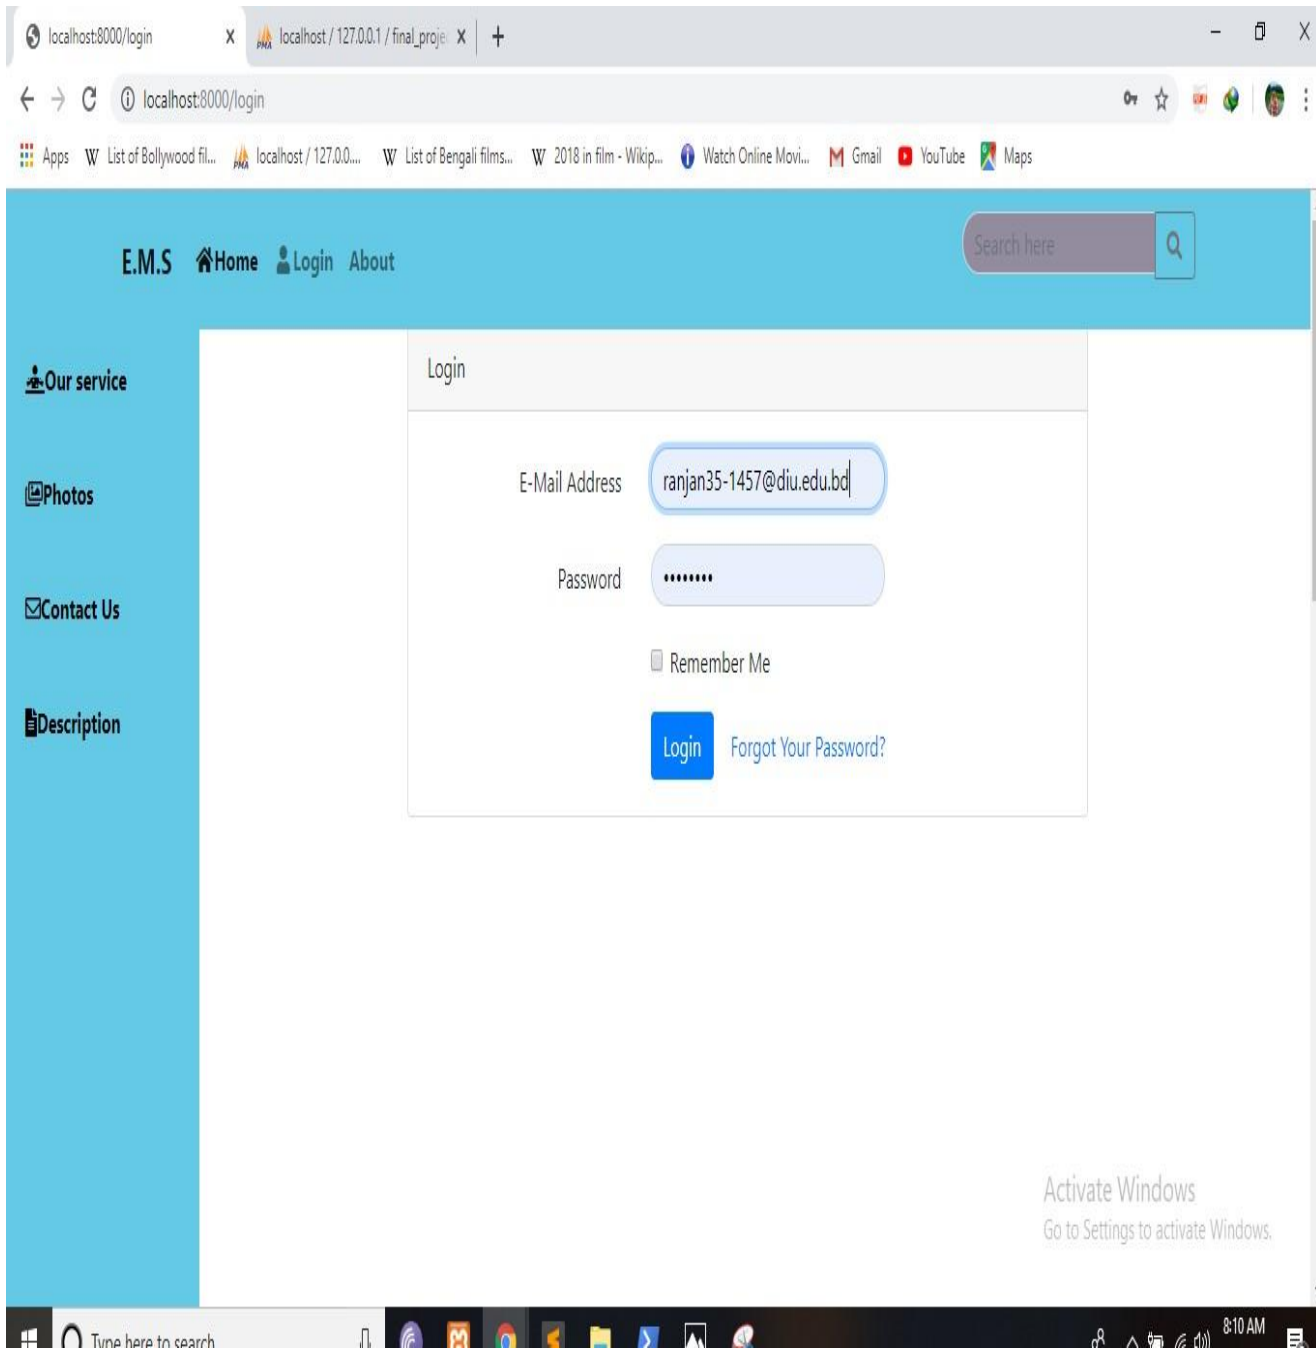 localhost:8000/login localhost / 127.0.0.1 / final_proje
localhost:8000/login
Apps List of Bollywood fil... localhost / 127.0.0.... List of Bengali films... 2018 in film - Wikip... Watch Online Movi... Gmail YouTube Maps
E.M.S Home Login About Search here
Our service
Photos
Contact Us
Description
Login
E-Mail Address ranjan35-1457@diu.edu.bd
Password ••••••••
Remember Me
Login Forgot Your Password?
Activate Windows
Go to Settings to activate Windows.
Type here to search 8:10 AM